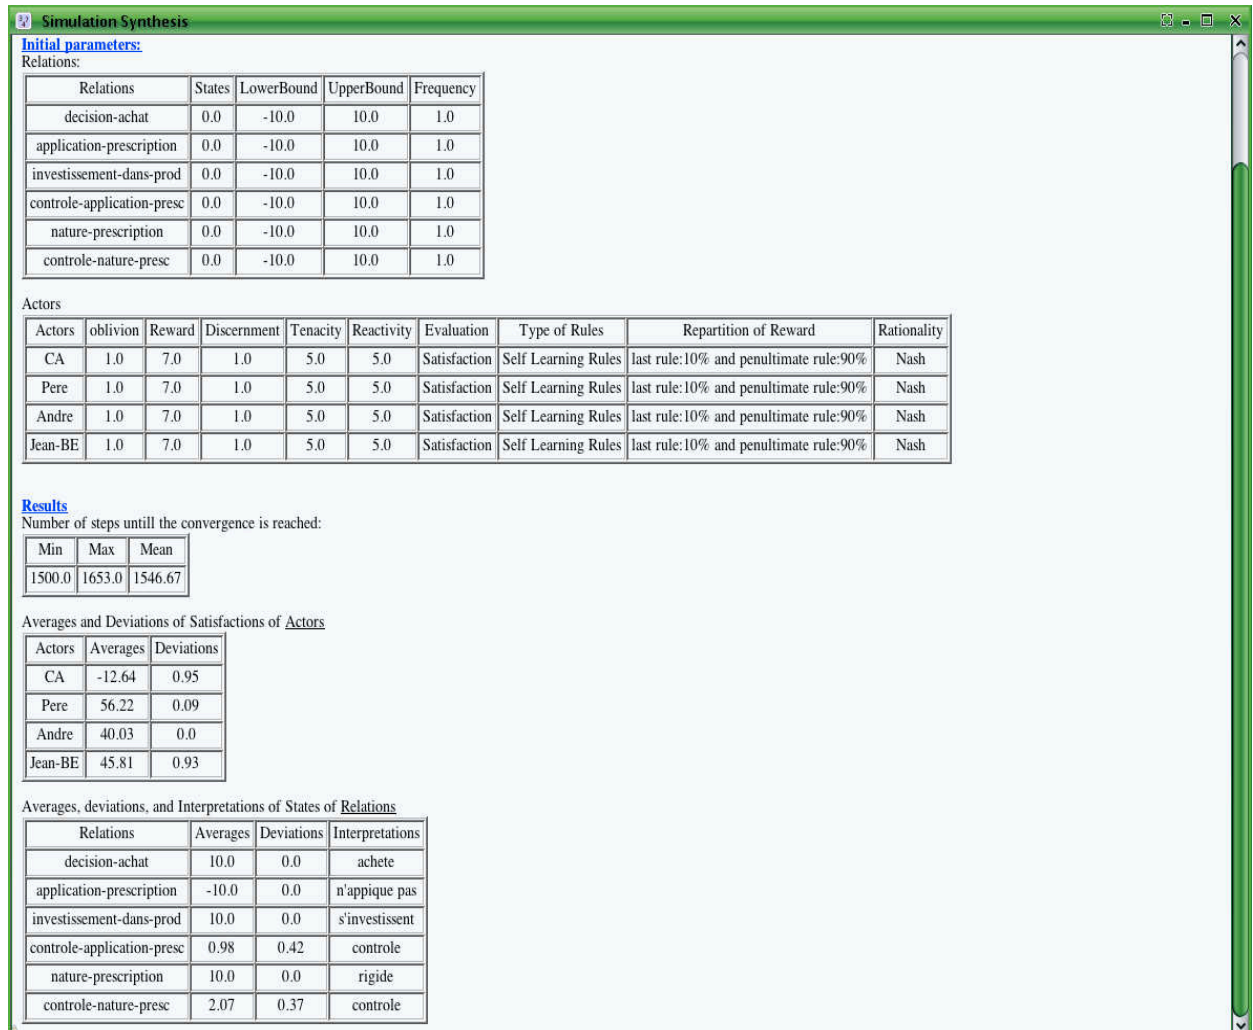 Simulation Synthesis
Initial parameters:
Relations:
Relations States LowerBound UpperBound Frequency
decision-achat 0.0 -10.0 10.0 1.0
application-prescription 0.0 -10.0 10.0 1.0
investissement-dans-prod 0.0 -10.0 10.0 1.0
controle-application-presc 0.0 -10.0 10.0 1.0
nature-prescription 0.0 -10.0 10.0 1.0
controle-nature-presc 0.0 -10.0 10.0 1.0
Actors
Actors oblivion Reward Discernment Tenacity Reactivity Evaluation Type of Rules Repartition of Reward Rationality
CA 1.0 7.0 1.0 5.0 5.0 Satisfaction Self Learning Rules last rule:10% and penultimate rule:90% Nash
Pere 1.0 7.0 1.0 5.0 5.0 Satisfaction Self Learning Rules last rule:10% and penultimate rule:90% Nash
Andre 1.0 7.0 1.0 5.0 5.0 Satisfaction Self Learning Rules last rule:10% and penultimate rule:90% Nash
Jean-BE 1.0 7.0 1.0 5.0 5.0 Satisfaction Self Learning Rules last rule:10% and penultimate rule:90% Nash
Results
Number of steps untill the convergence is reached:
Min Max Mean
1500.0 1653.0 1546.67
Averages and Deviations of Satisfactions of Actors
Actors Averages Deviations
CA -12.64 0.95
Pere 56.22 0.09
Andre 40.03 0.0
Jean-BE 45.81 0.93
Averages, deviations, and Interpretations of States of Relations
Relations Averages Deviations Interpretations
decision-achat 10.0 0.0 achete
application-prescription -10.0 0.0 n'appique pas
investissement-dans-prod 10.0 0.0 s'investissent
controle-application-presc 0.98 0.42 controle
nature-prescription 10.0 0.0 rigide
controle-nature-presc 2.07 0.37 controle